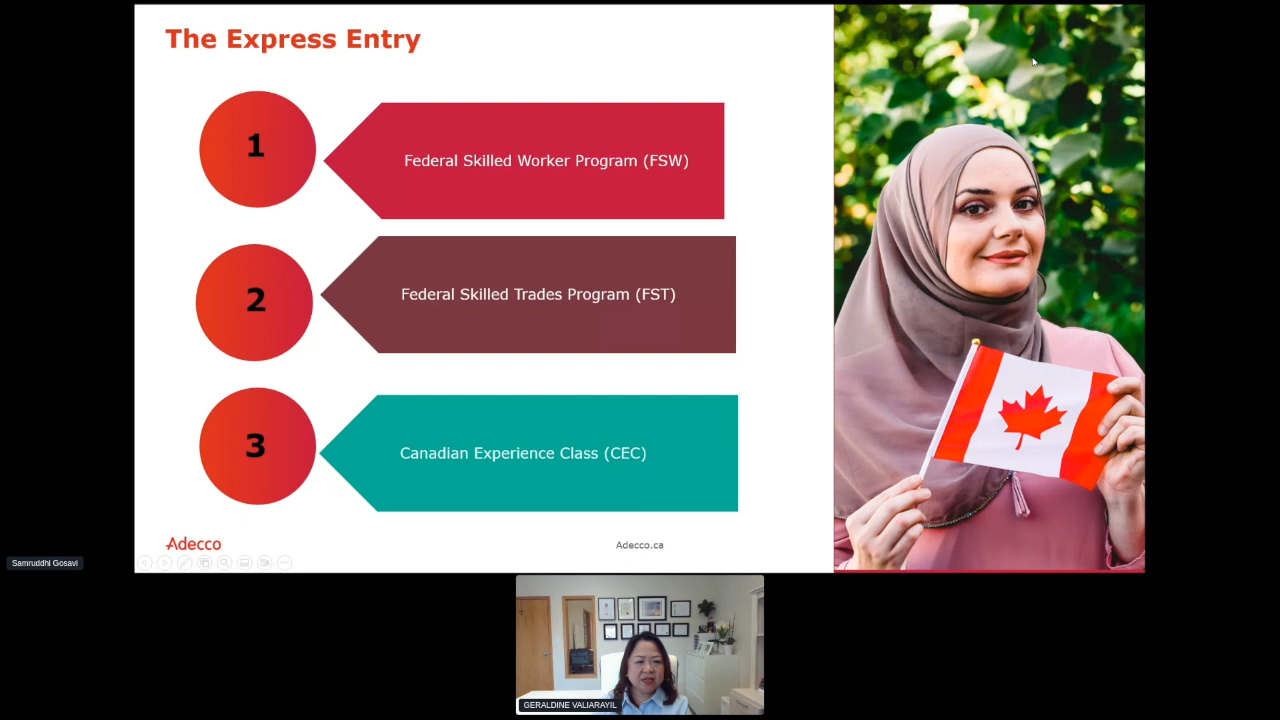 The Express Entry
1
Federal Skilled Worker Program (FSW)
2
Federal Skilled Trades Program (FST)
3
Canadian Experience Class (CEC)
Adecco
Adecco.ca
Samruddhi Gosavi
GERALDINE VALIARAYIL